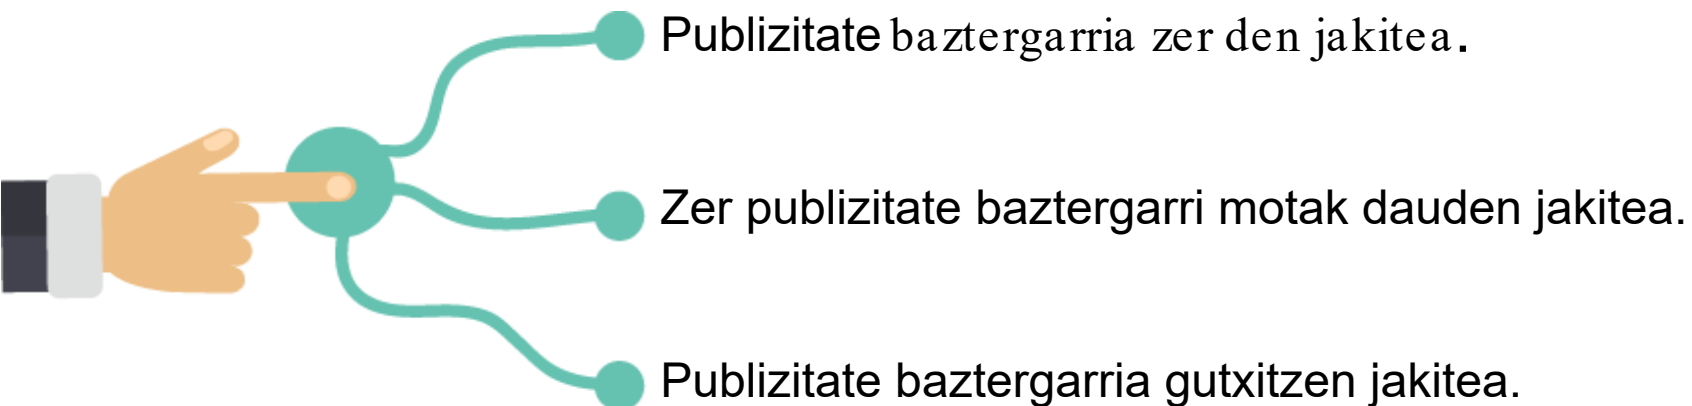 Publizitate baztergarria zer den jakitea.
Zer publizitate baztergarri motak dauden jakitea.
Publizitate baztergarria gutxitzen jakitea.